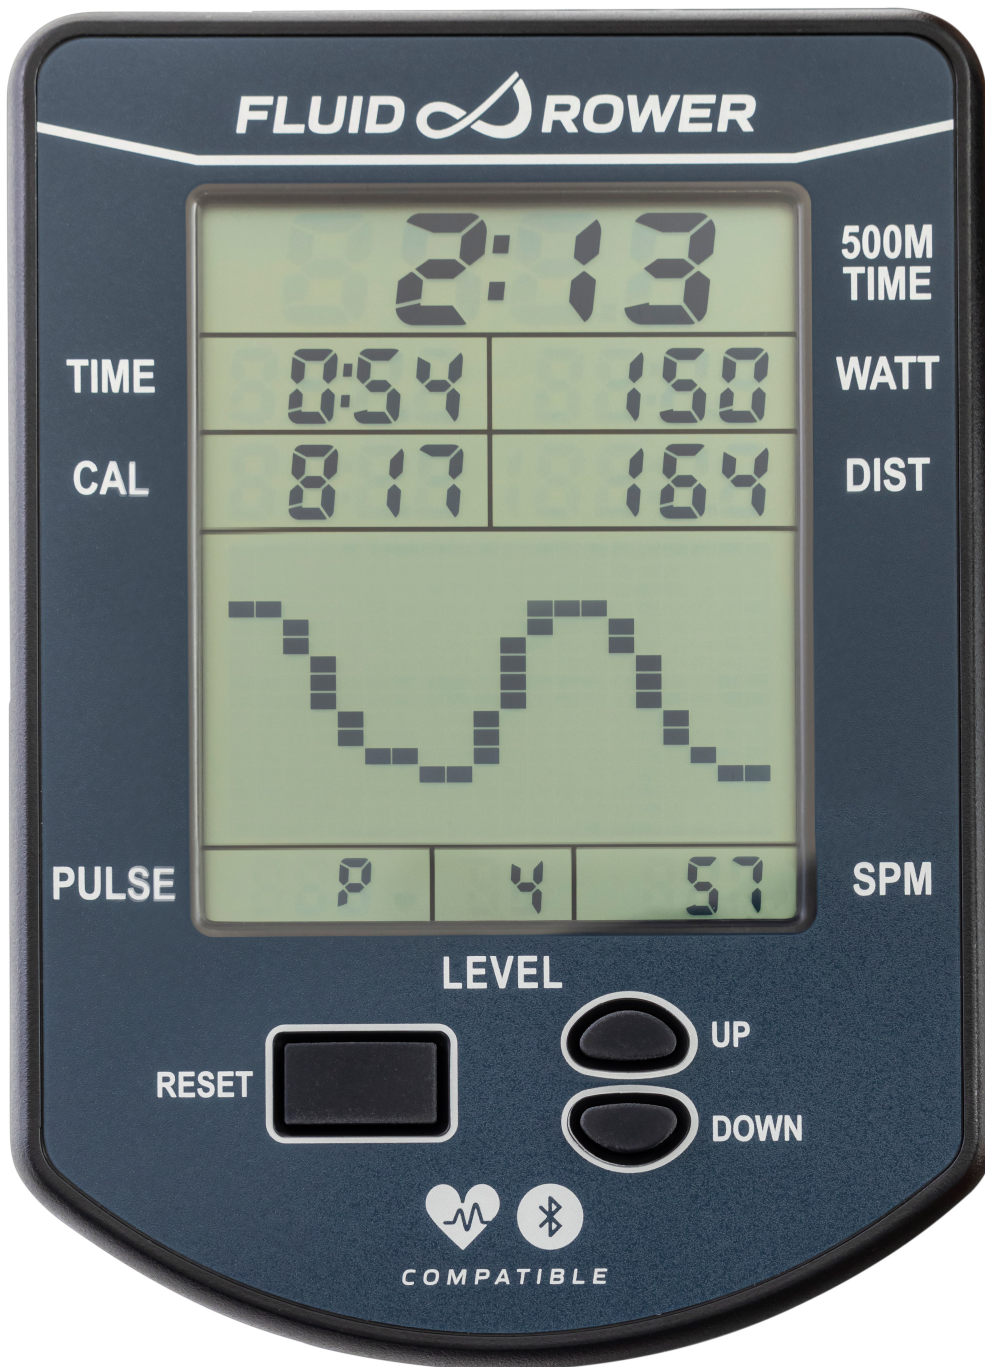 FLUID ROWER
2:13
500M
TIME
TIME
0:54
150
WATT
CAL
817
164
DIST
PULSE
P
4
57
SPM
LEVEL
RESET
UP
DOWN
COMPATIBLE